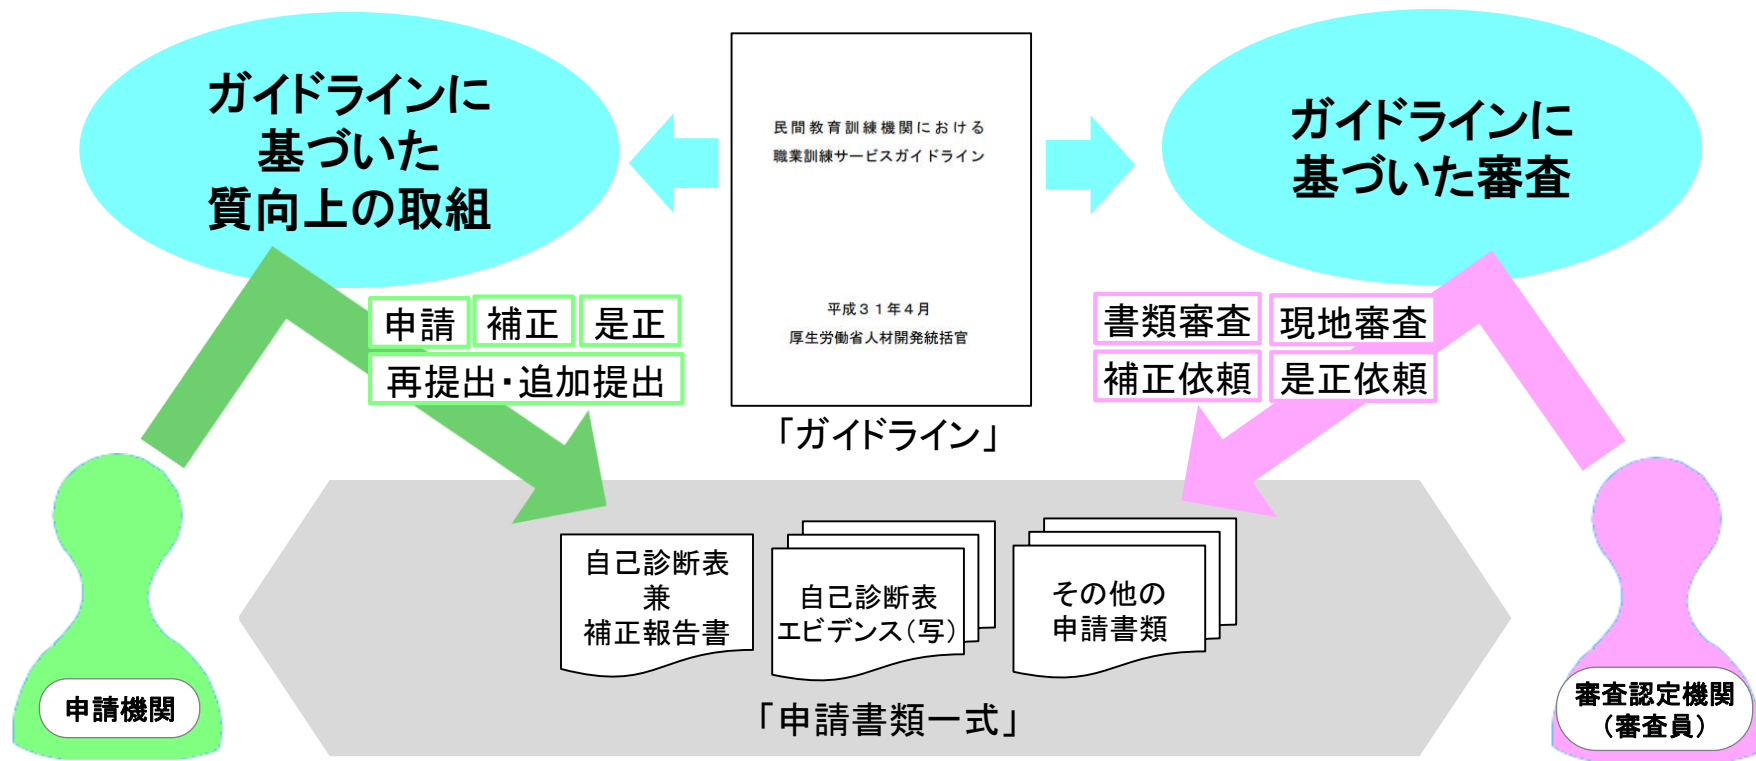 ガイドラインに
基づいた
質向上の取組
民間教育訓練機関における
職業訓練サービスガイドライン
平成31年4月
厚生労働省人材開発統括官
「ガイドライン」
ガイドラインに
基づいた審査
申請 補正 是正
再提出・追加提出
書類審査 現地審査
補正依頼 是正依頼
自己診断表
兼
補正報告書
自己診断表
エビデンス(写)
その他の
申請書類
「申請書類一式」
申請機関
審査認定機関
(審査員)